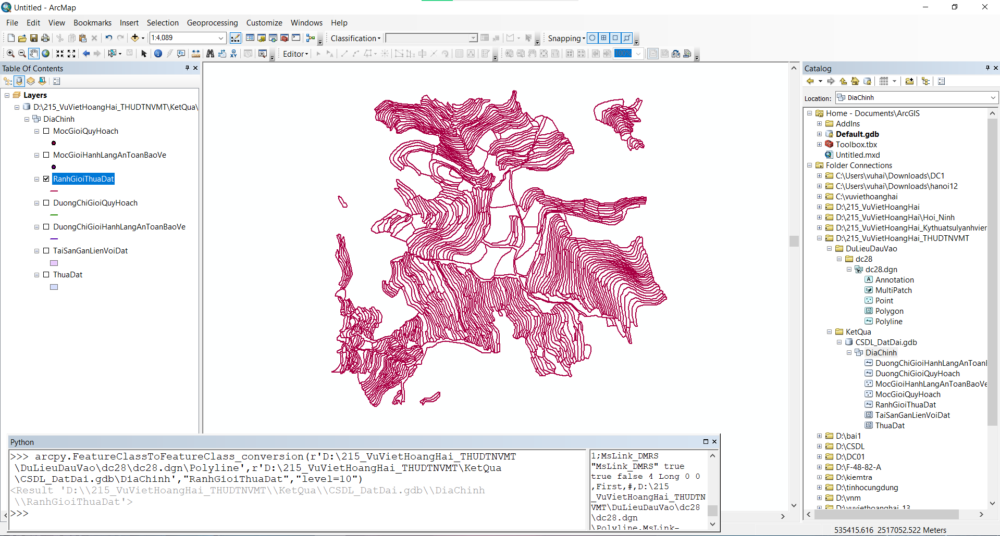 Untitled - ArcMap
File Edit View Bookmarks Insert Selection Geoprocessing Customize Windows Help
1:4,089
Classification
Snapping
Editor
100%
Table Of Contents
Layers
D:\215_VuVietHoangHai_THUDTNVMT\KetQua\
DiaChinh
MocGioiQuyHoach
MocGioiHanhLangAnToanBaoVe
RanhGioiThuaDat
DuongChiGioiQuyHoach
DuongChiGioiHanhLangAnToanBaoVe
TaiSanGanLienVoiDat
ThuaDat
Catalog
Location: DiaChinh
Home - Documents\ArcGIS
AddIns
Default.gdb
Toolbox.tbx
Untitled.mxd
Folder Connections
C:\Users\vuhai\Downloads\DC1
C:\Users\vuhai\Downloads\hanoi12
C:\vuviethoanghai
D:\215_VuVietHoangHai
D:\215_VuVietHoangHai\Hoi_Ninh
D:\215_VuVietHoangHai_Kythuatsulyanhvier
D:\215_VuVietHoangHai_THUDTNVMT
DuLieuDauVao
dc28
dc28.dgn
Annotation
MultiPatch
Point
Polygon
Polyline
KetQua
CSDL_DatDai.gdb
DiaChinh
DuongChiGioiHanhLangAnToanI
DuongChiGioiQuyHoach
MocGioiHanhLangAnToanBaoVe
MocGioiQuyHoach
RanhGioiThuaDat
TaiSanGanLienVoiDat
ThuaDat
D:\bai1
D:\CSDL
D:\DC01
D:\F-48-82-A
D:\kiemtra
D:\tinhocungdung
D:\vnm
D:\vuviethoanghai_13
Python
>>> arcpy.FeatureClassToFeatureClass_conversion(r'D:\215_VuVietHoangHai_THUDTNVMT
\DuLieuDauVao\dc28\dc28.dgn\Polyline',r'D:\215_VuVietHoangHai_THUDTNVMT\KetQua
\CSDL_DatDai.gdb\DiaChinh',"RanhGioiThuaDat","level=10")
<Result 'D:\\215_VuVietHoangHai_THUDTNVMT\\KetQua\\CSDL_DatDai.gdb\\DiaChinh
\\RanhGioiThuaDat'>
>>>
1;MsLink_DMRS
"MsLink_DMRS" true
true false 4 Long 0 0
,First,#,D:\215
_VuVietHoangHai_THUDTN
VMT\DuLieuDauVao\dc28
\dc28.dgn
\Polyline,MsLink-
535415.616 2517052.522 Meters